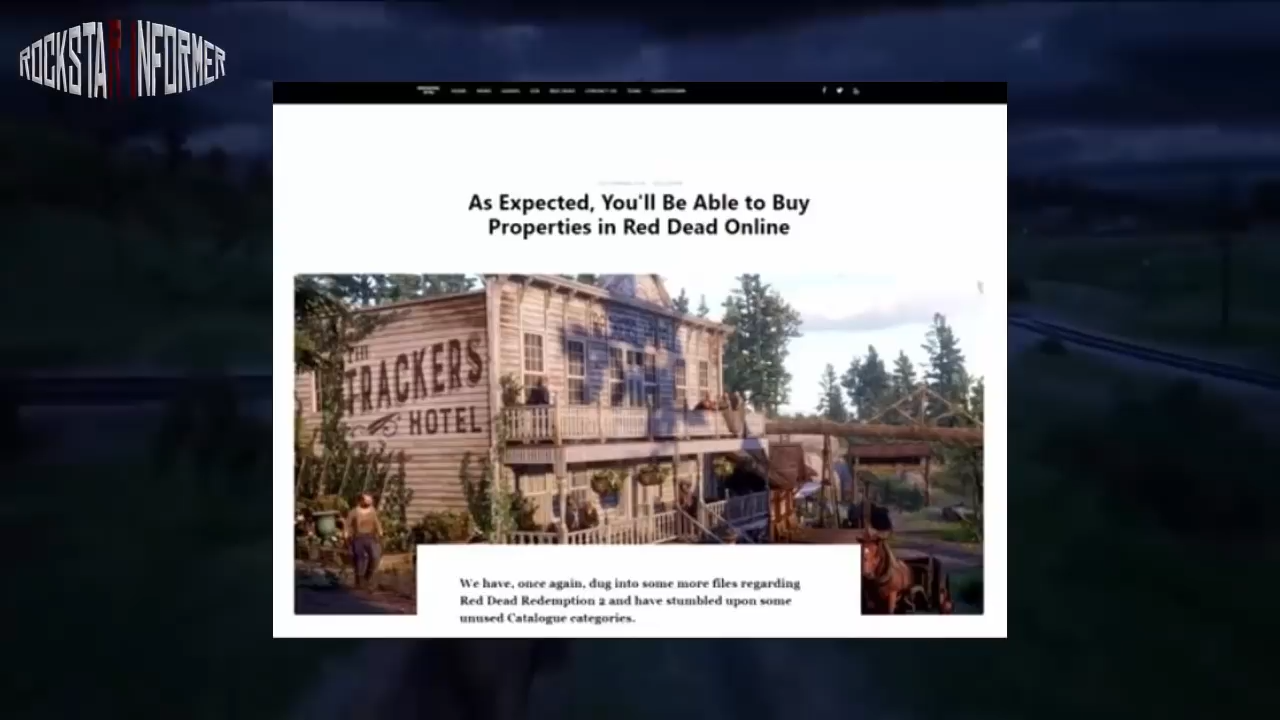 ROCKSTAR INFORMER
As Expected, You'll Be Able to Buy
Properties in Red Dead Online
THE
TRACKERS
HOTEL
We have, once again, dug into some more files regarding
Red Dead Redemption 2 and have stumbled upon some
unused Catalogue categories.